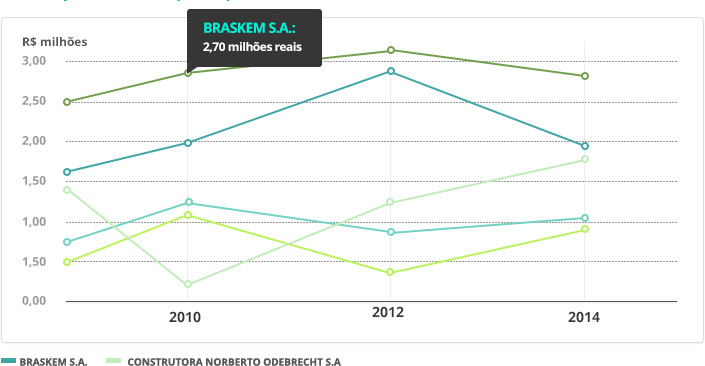 BRASKEM S.A.:
2,70 milhões reais
R$ milhões
3,00
2,50
2,00
1,50
1,00
1,50
0,00
2010
2012
2014
BRASKEM S.A.
CONSTRUTORA NORBERTO ODEBRECHT S.A